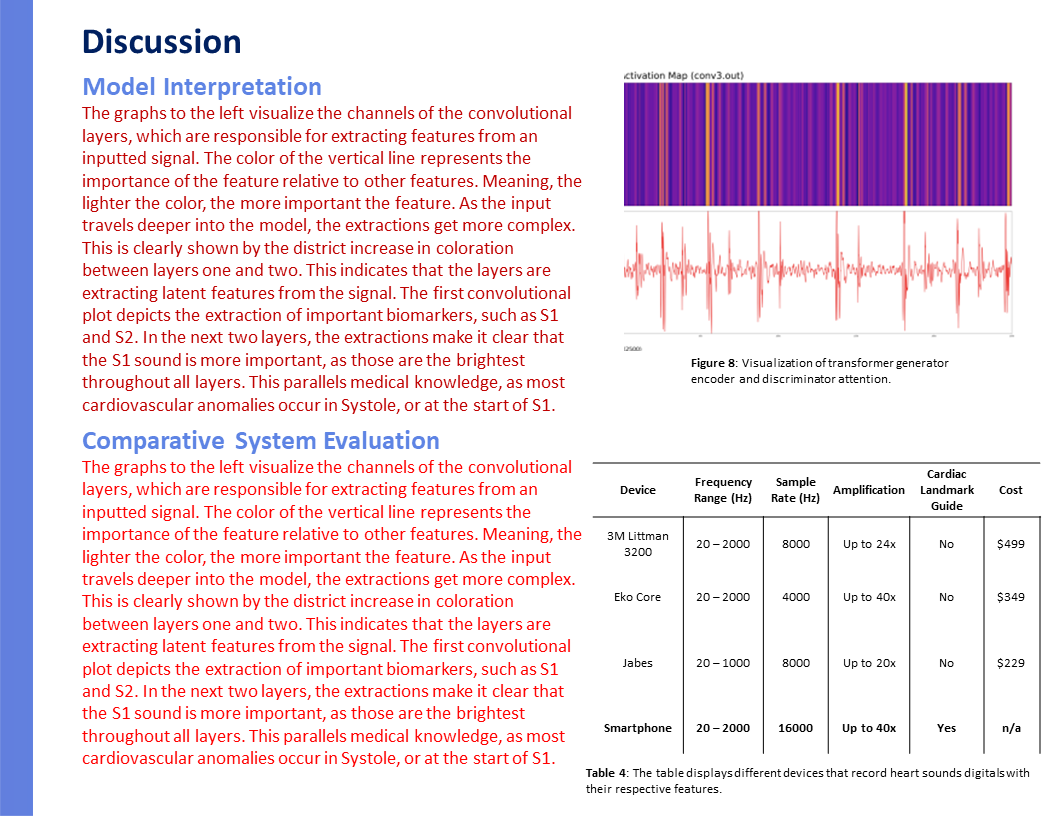 Discussion
Model Interpretation
The graphs to the left visualize the channels of the convolutional
layers, which are responsible for extracting features from an
inputted signal. The color of the vertical line represents the
importance of the feature relative to other features. Meaning, the
lighter the color, the more important the feature. As the input
travels deeper into the model, the extractions get more complex.
This is clearly shown by the district increase in coloration
between layers one and two. This indicates that the layers are
extracting latent features from the signal. The first convolutional
plot depicts the extraction of important biomarkers, such as S1
and S2. In the next two layers, the extractions make it clear that
the S1 sound is more important, as those are the brightest
throughout all layers. This parallels medical knowledge, as most
cardiovascular anomalies occur in Systole, or at the start of S1.
ctivation Map (conv3.out)
Figure 8: Visualization of transformer generator
encoder and discriminator attention.
Comparative System Evaluation
The graphs to the left visualize the channels of the convolutional
layers, which are responsible for extracting features from an
inputted signal. The color of the vertical line represents the
importance of the feature relative to other features. Meaning, the
lighter the color, the more important the feature. As the input
travels deeper into the model, the extractions get more complex.
This is clearly shown by the district increase in coloration
between layers one and two. This indicates that the layers are
extracting latent features from the signal. The first convolutional
plot depicts the extraction of important biomarkers, such as S1
and S2. In the next two layers, the extractions make it clear that
the S1 sound is more important, as those are the brightest
throughout all layers. This parallels medical knowledge, as most
cardiovascular anomalies occur in Systole, or at the start of S1.
Device Frequency Range (Hz) Sample Rate (Hz) Amplification Cardiac Landmark Guide Cost
3M Littman 3200 20 – 2000 8000 Up to 24x No $499
Eko Core 20 – 2000 4000 Up to 40x No $349
Jabes 20 – 1000 8000 Up to 20x No $229
Smartphone 20 – 2000 16000 Up to 40x Yes n/a
Table 4: The table displays different devices that record heart sounds digitals with
their respective features.